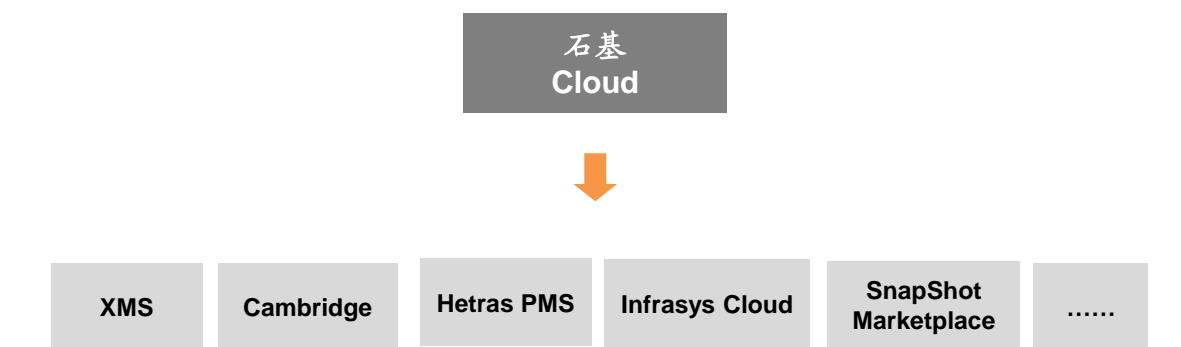 石基
Cloud
XMS
Cambridge
Hetras PMS
Infrasys Cloud
SnapShot
Marketplace
……